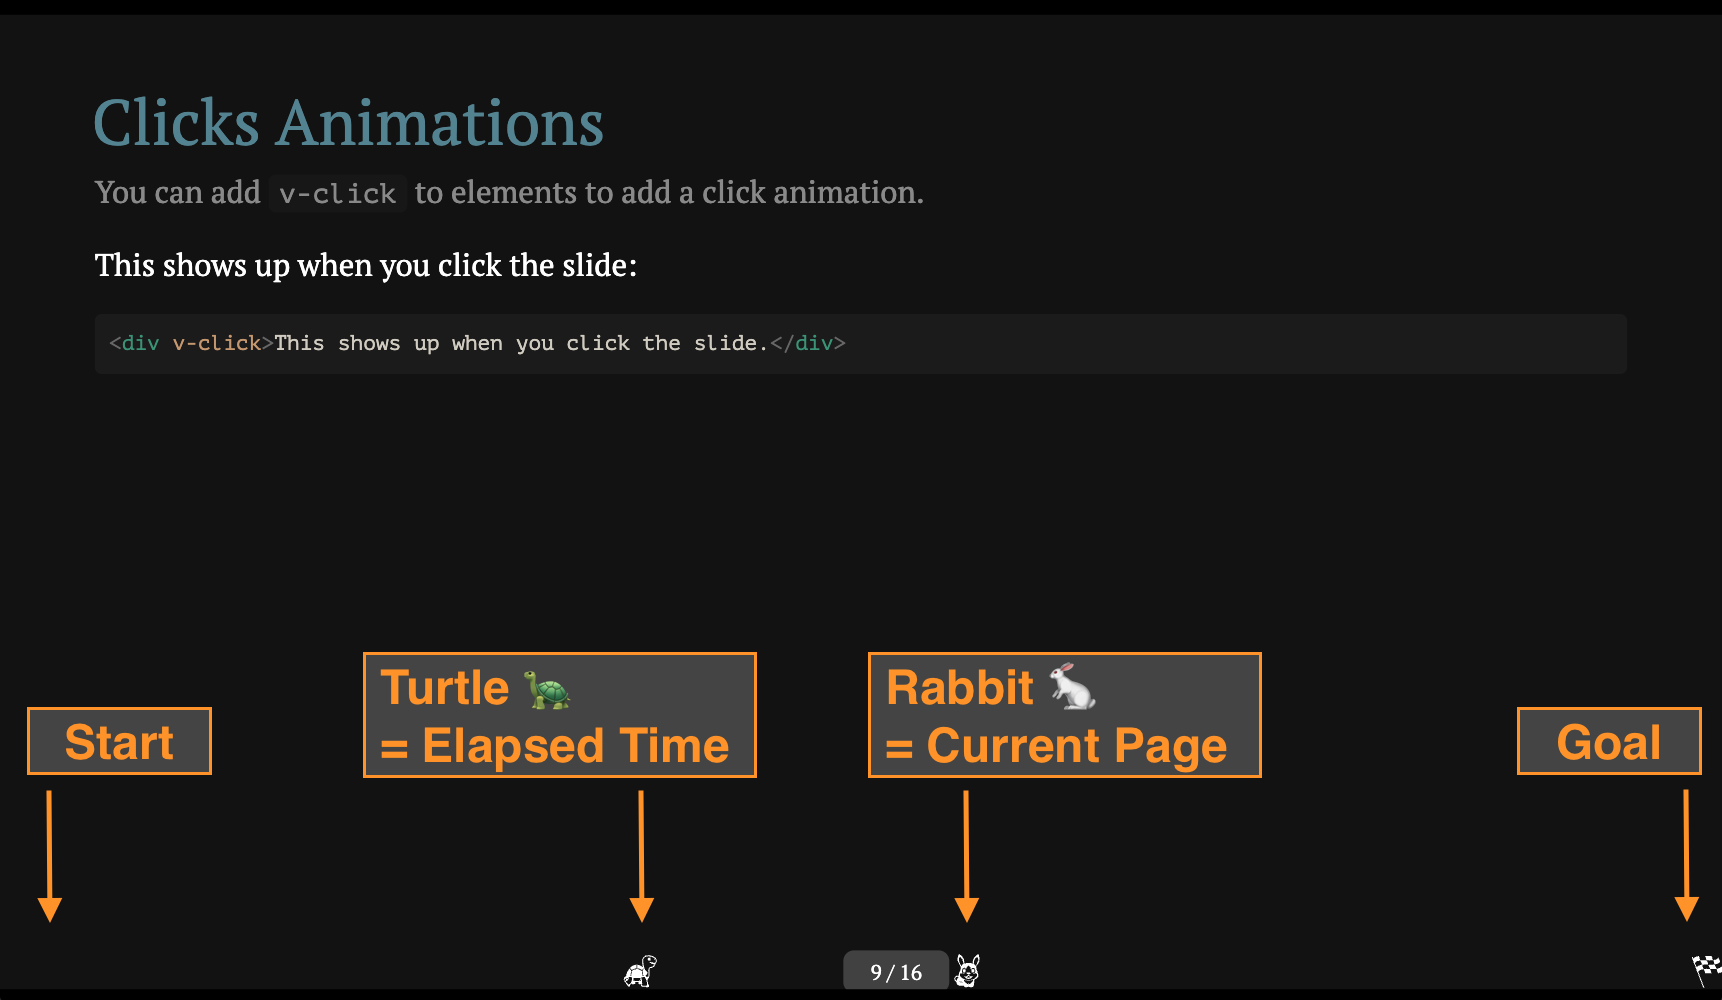 Clicks Animations
You can add v-click to elements to add a click animation.
This shows up when you click the slide:
<div v-click>This shows up when you click the slide.</div>
Start
Turtle 🐢
= Elapsed Time
Rabbit 🐇
= Current Page
Goal
9 / 16